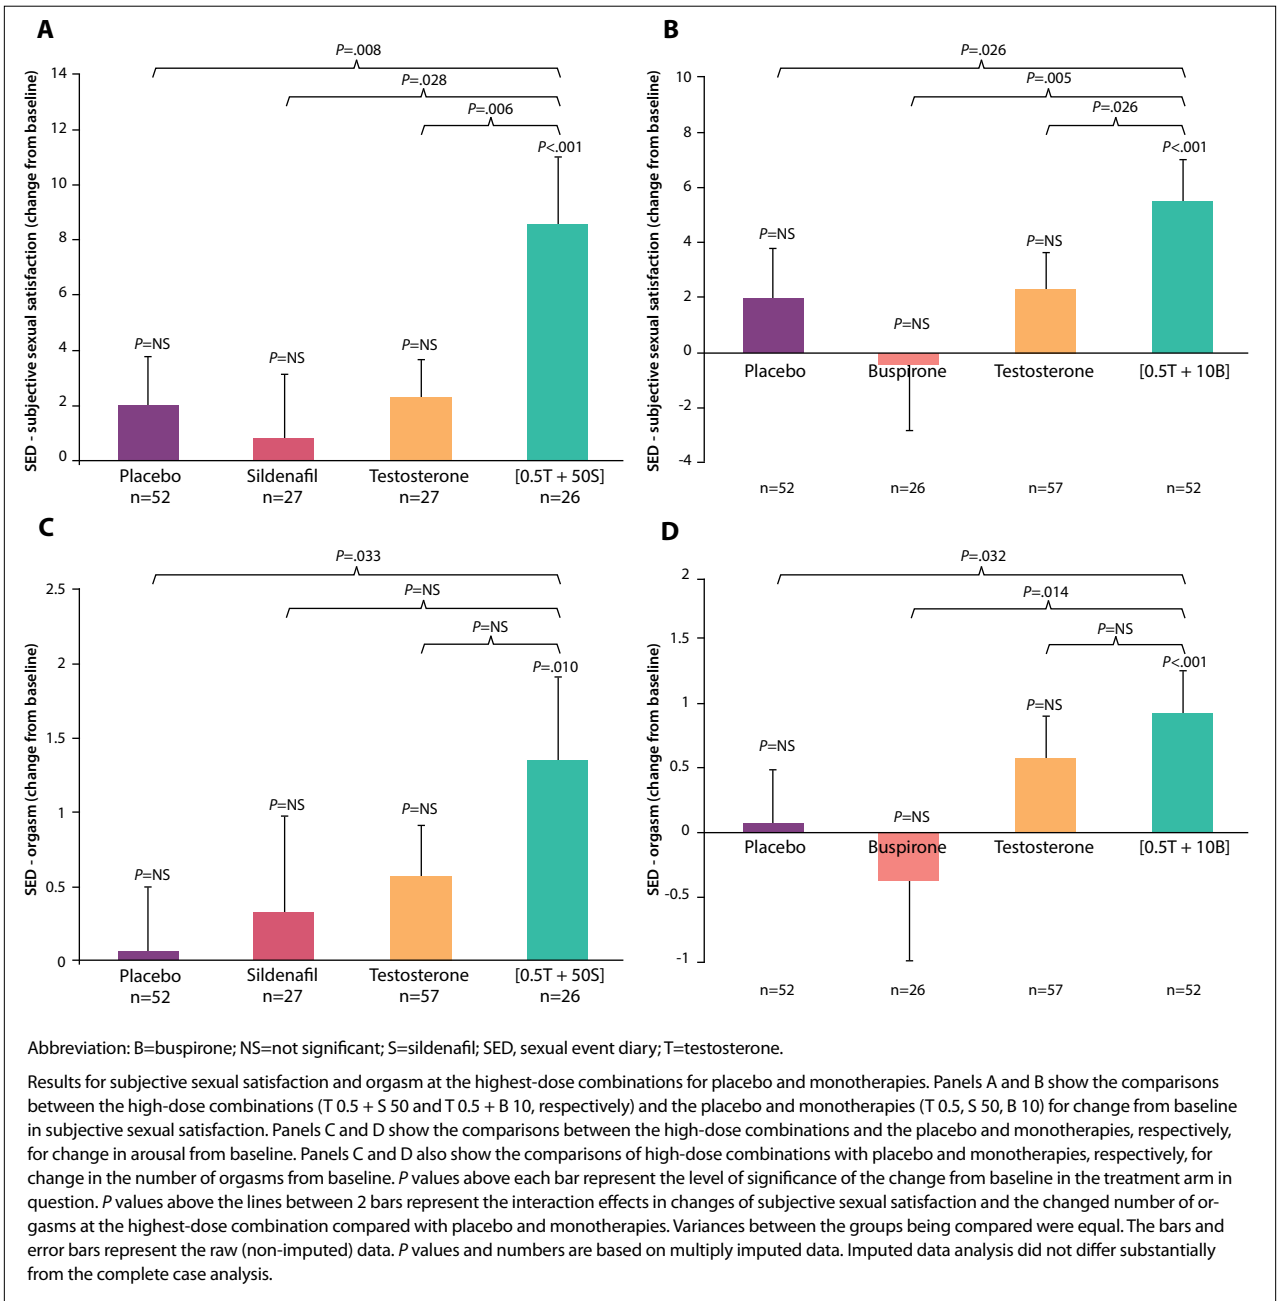 A
P=.008
P=.028
P=.006
P<.001
P=NS
P=NS
P=NS
SED - subjective sexual satisfaction (change from baseline)
14
12
10
8
6
4
2
0
Placebo
n=52
Sildenafil
n=27
Testosterone
n=27
[0.5T + 50S]
n=26
B
P=.026
P=.005
P=.026
P<.001
P=NS
P=NS
P=NS
SED - subjective sexual satisfaction (change from baseline)
10
8
6
4
2
0
-2
-4
Placebo
Buspirone
Testosterone
[0.5T + 10B]
n=52
n=26
n=57
n=52
C
P=.033
P=NS
P=NS
P=.010
P=NS
P=NS
P=NS
SED - orgasm (change from baseline)
2.5
2
1.5
1
0.5
0
Placebo
n=52
Sildenafil
n=27
Testosterone
n=57
[0.5T + 50S]
n=26
D
P=.032
P=.014
P=NS
P<.001
P=NS
P=NS
P=NS
SED - orgasm (change from baseline)
2
1.5
1
0.5
0
-0.5
-1
Placebo
Buspirone
Testosterone
[0.5T + 10B]
n=52
n=26
n=57
n=52
Abbreviation: B=buspirone; NS=not significant; S=sildenafil; SED, sexual event diary; T=testosterone.
Results for subjective sexual satisfaction and orgasm at the highest-dose combinations for placebo and monotherapies. Panels A and B show the comparisons
between the high-dose combinations (T 0.5 + S 50 and T 0.5 + B 10, respectively) and the placebo and monotherapies (T 0.5, S 50, B 10) for change from baseline
in subjective sexual satisfaction. Panels C and D show the comparisons between the high-dose combinations and the placebo and monotherapies, respectively,
for change in arousal from baseline. Panels C and D also show the comparisons of high-dose combinations with placebo and monotherapies, respectively, for
change in the number of orgasms from baseline. P values above each bar represent the level of significance of the change from baseline in the treatment arm in
question. P values above the lines between 2 bars represent the interaction effects in changes of subjective sexual satisfaction and the changed number of or-
gasms at the highest-dose combination compared with placebo and monotherapies. Variances between the groups being compared were equal. The bars and
error bars represent the raw (non-imputed) data. P values and numbers are based on multiply imputed data. Imputed data analysis did not differ substantially
from the complete case analysis.